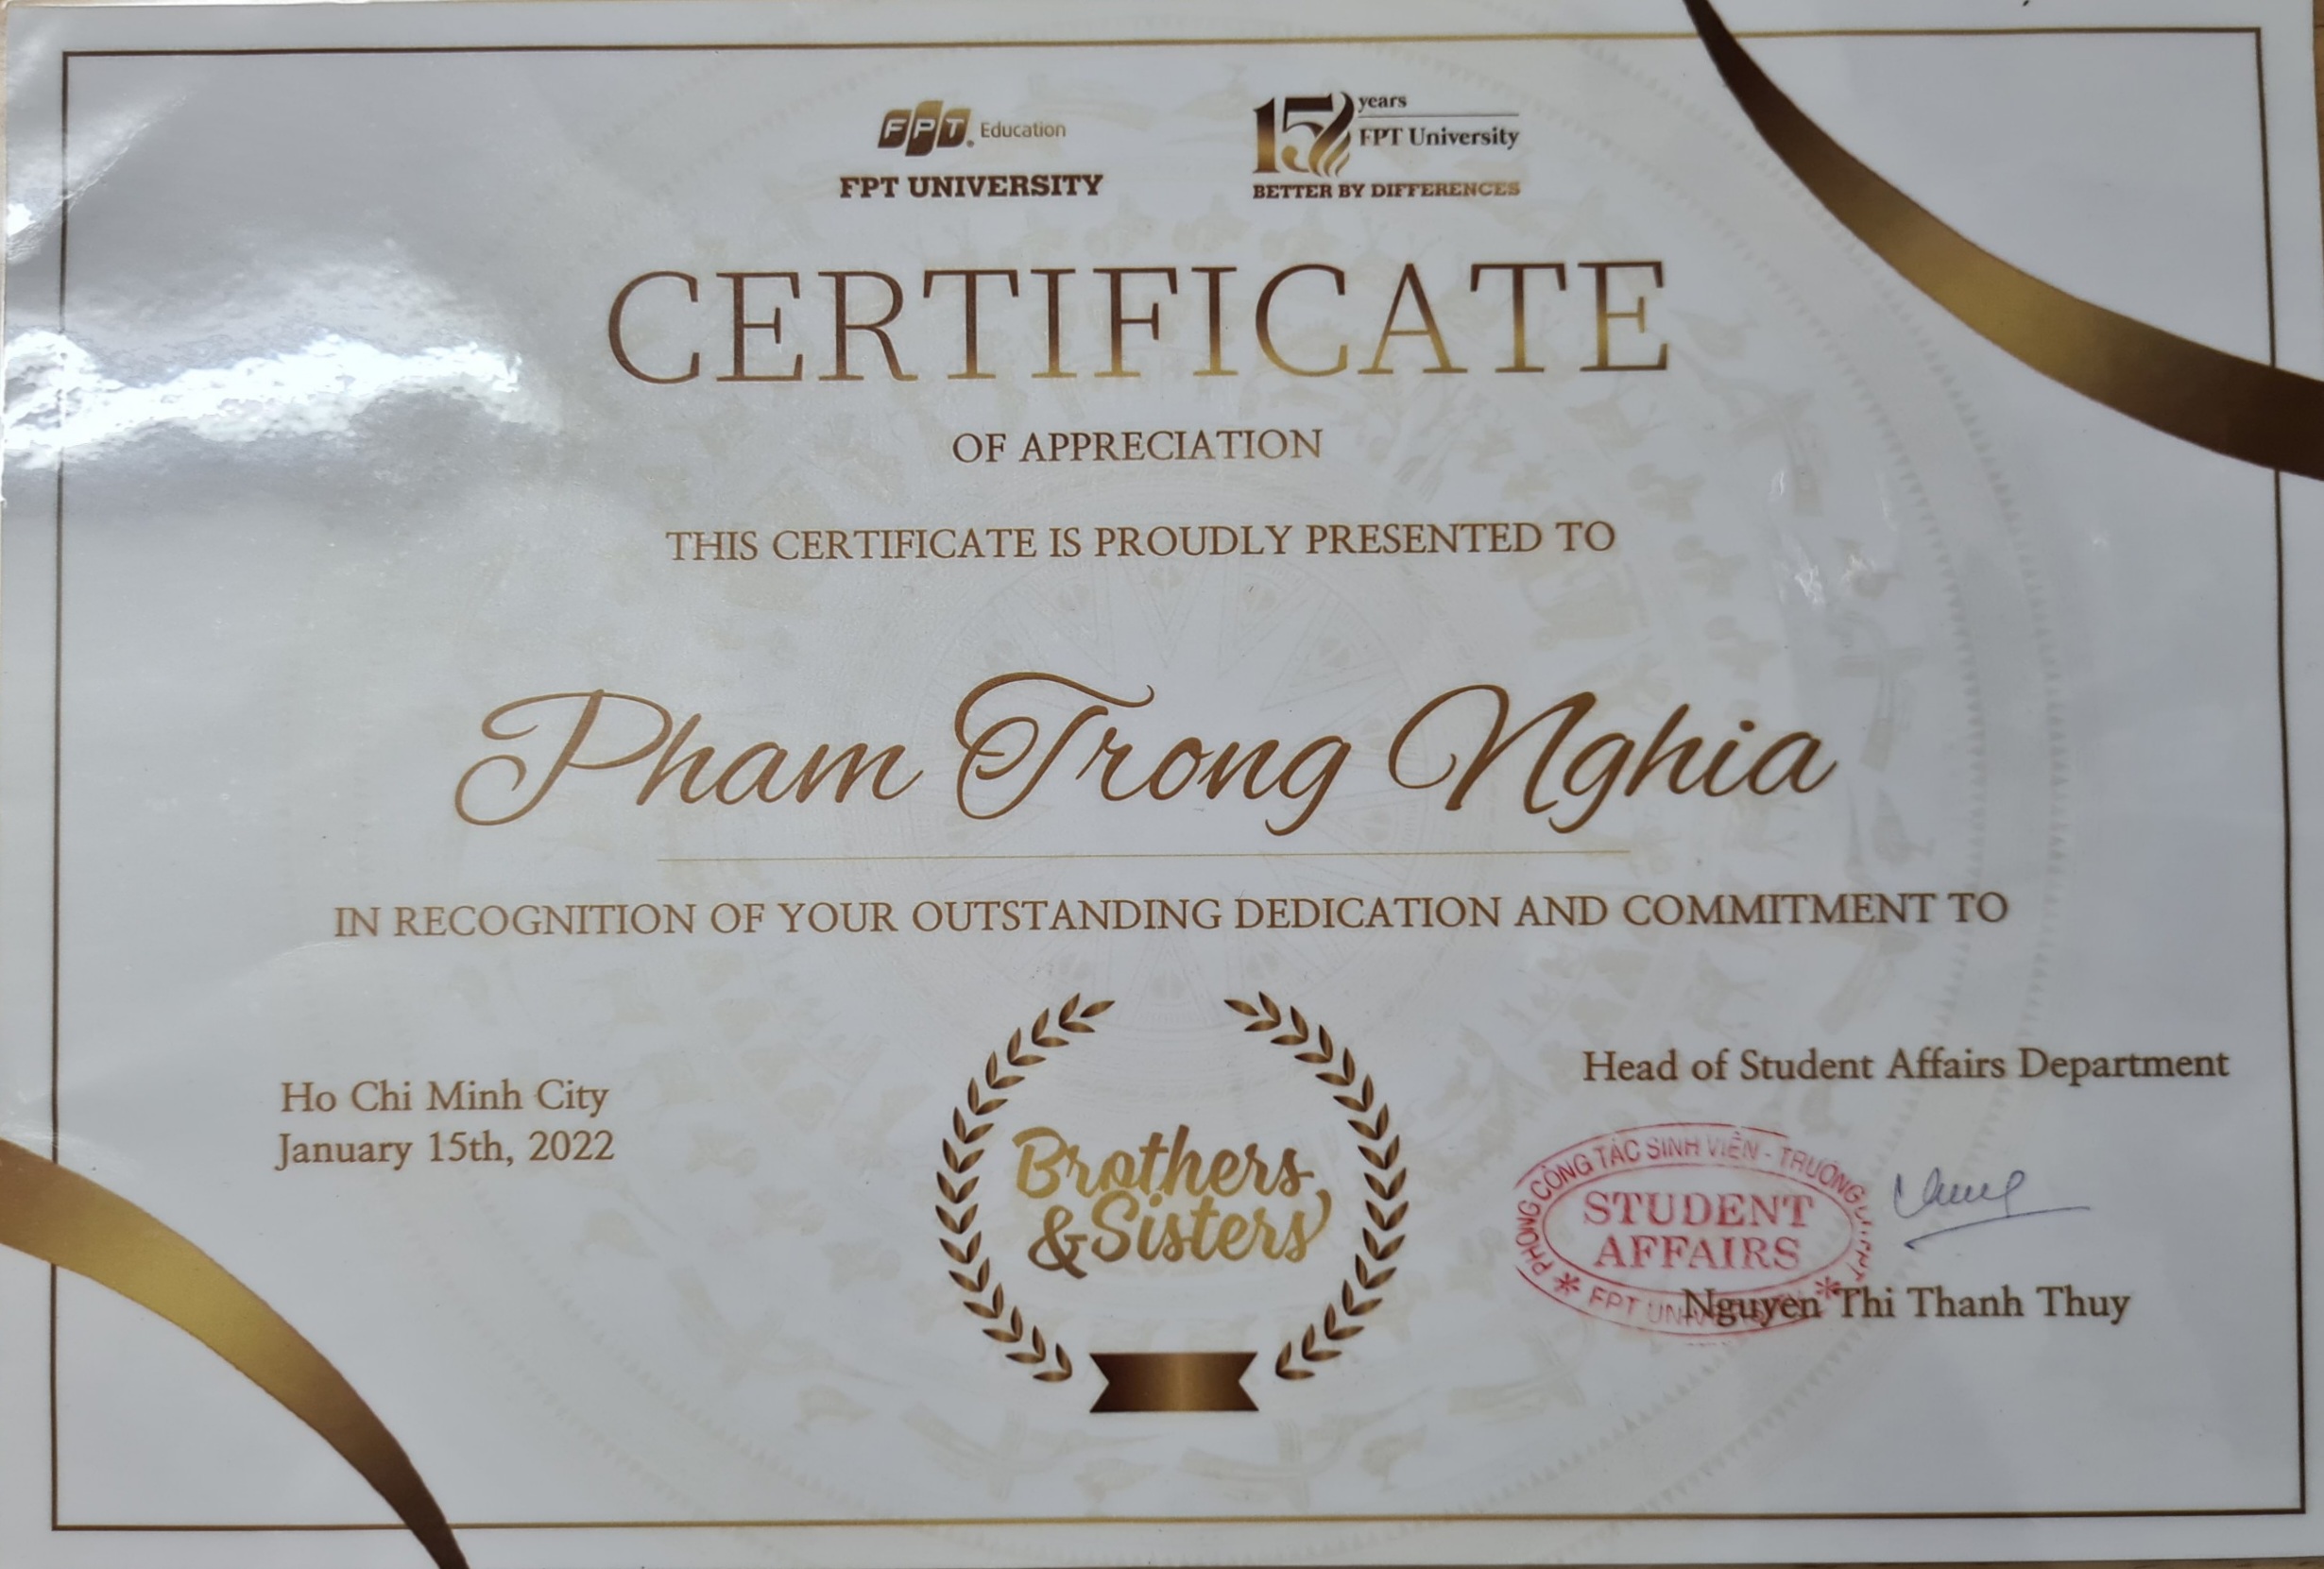 FPT Education
FPT UNIVERSITY
15 years
FPT University
BETTER BY DIFFERENCES
CERTIFICATE
OF APPRECIATION
THIS CERTIFICATE IS PROUDLY PRESENTED TO
Pham Trong Nghia
IN RECOGNITION OF YOUR OUTSTANDING DEDICATION AND COMMITMENT TO
Brothers
&Sisters
Ho Chi Minh City
January 15th, 2022
Head of Student Affairs Department
PHÒNG CÔNG TÁC SINH VIÊN - TRƯỜNG
STUDENT
AFFAIRS
FPT
Nguyen Thi Thanh Thuy